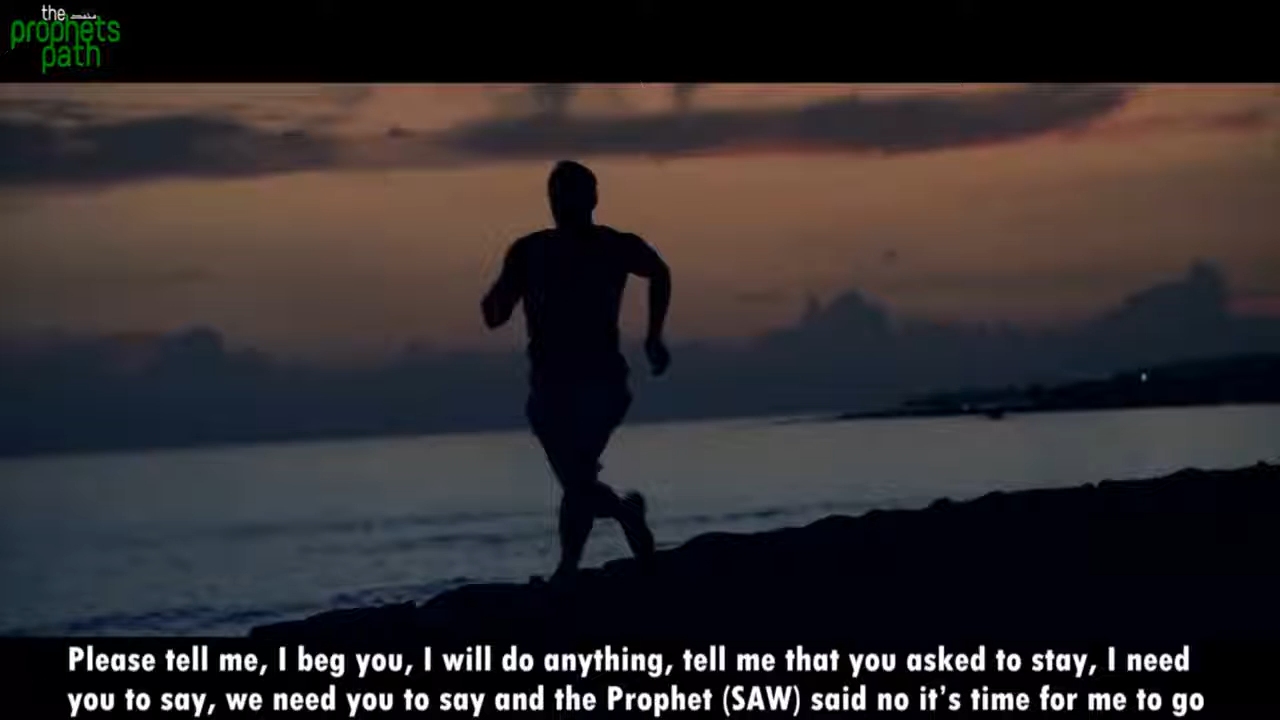 the محمد
prophets
path
Please tell me, I beg you, I will do anything, tell me that you asked to stay, I need
you to say, we need you to say and the Prophet (SAW) said no it's time for me to go